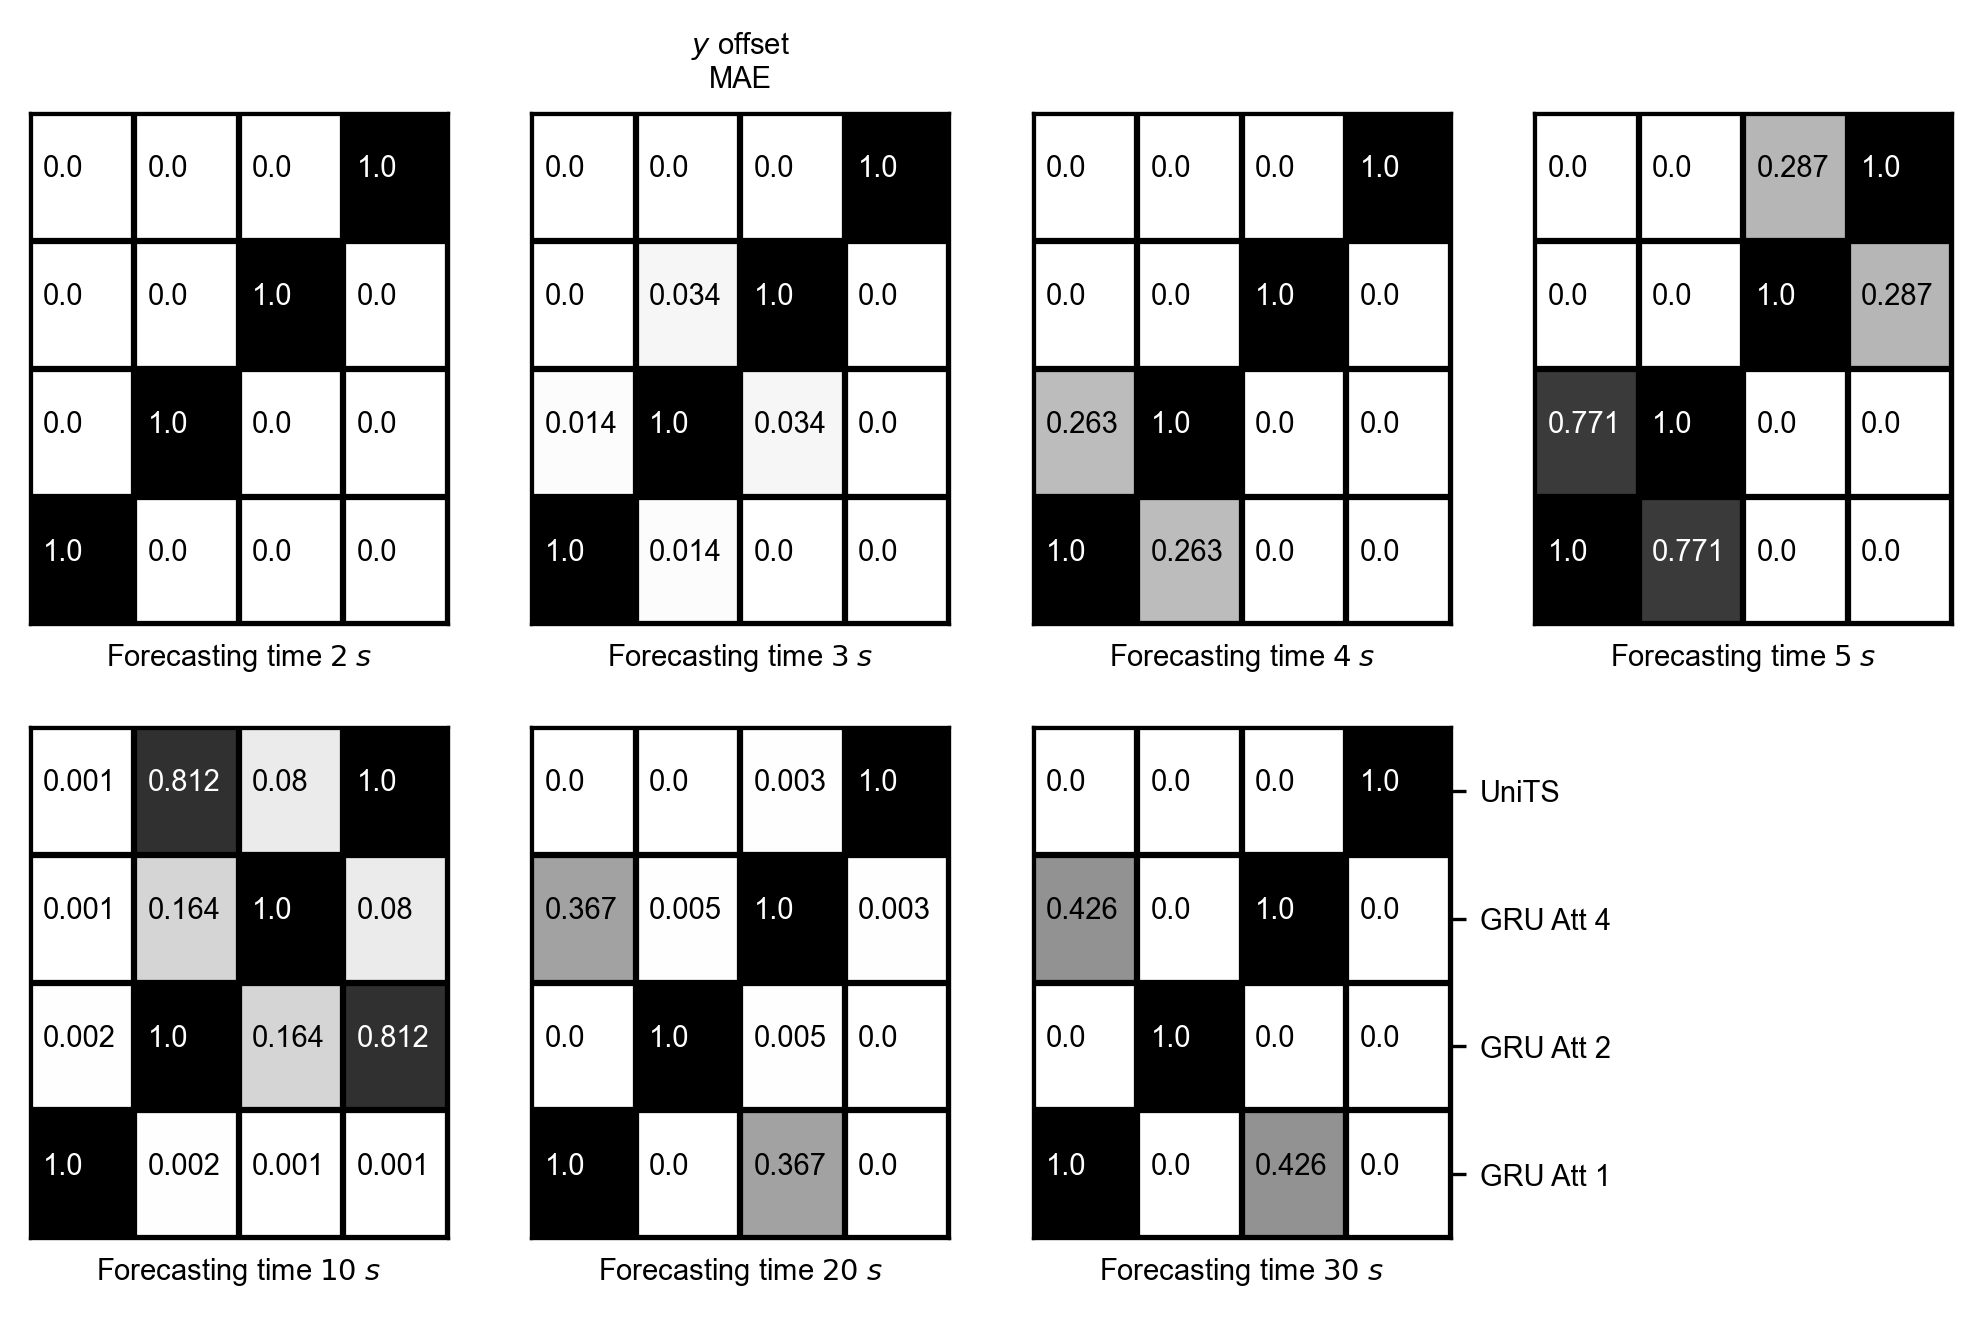 y offset
MAE
0.0 0.0 0.0 1.0 0.0 0.0 0.0 1.0 0.0 0.0 0.0 1.0 0.0 0.0 0.287 1.0
0.0 0.0 1.0 0.0 0.0 0.034 1.0 0.0 0.0 0.0 1.0 0.0 0.0 0.0 1.0 0.287
0.0 1.0 0.0 0.0 0.014 1.0 0.034 0.0 0.263 1.0 0.0 0.0 0.771 1.0 0.0 0.0
1.0 0.0 0.0 0.0 1.0 0.014 0.0 0.0 1.0 0.263 0.0 0.0 1.0 0.771 0.0 0.0
Forecasting time 2 s Forecasting time 3 s Forecasting time 4 s Forecasting time 5 s
0.001 0.812 0.08 1.0 0.0 0.0 0.003 1.0 0.0 0.0 0.0 1.0 UniTS
0.001 0.164 1.0 0.08 0.367 0.005 1.0 0.003 0.426 0.0 1.0 0.0 GRU Att 4
0.002 1.0 0.164 0.812 0.0 1.0 0.005 0.0 0.0 1.0 0.0 0.0 GRU Att 2
1.0 0.002 0.001 0.001 1.0 0.0 0.367 0.0 1.0 0.0 0.426 0.0 GRU Att 1
Forecasting time 10 s Forecasting time 20 s Forecasting time 30 s